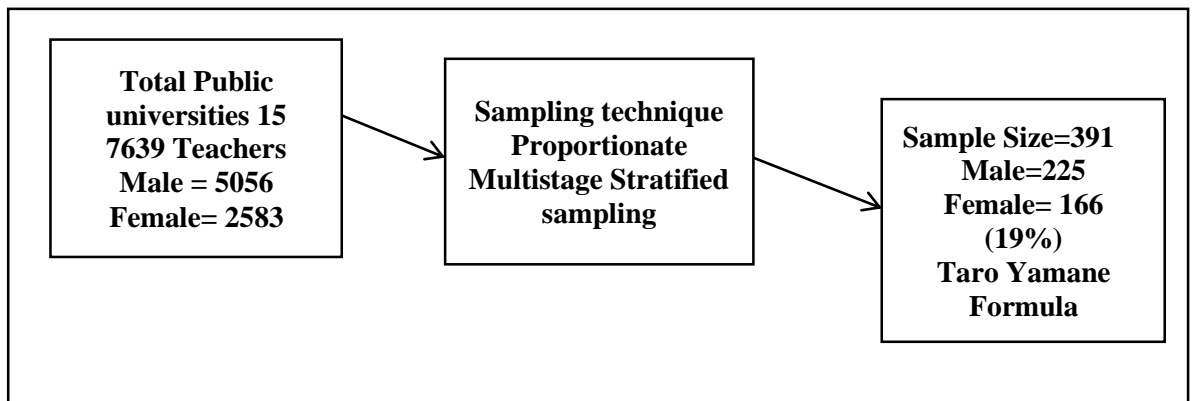 Total Public
universities 15
7639 Teachers
Male = 5056
Female= 2583
Sampling technique
Proportionate
Multistage Stratified
sampling
Sample Size=391
Male=225
Female= 166
(19%)
Taro Yamane
Formula